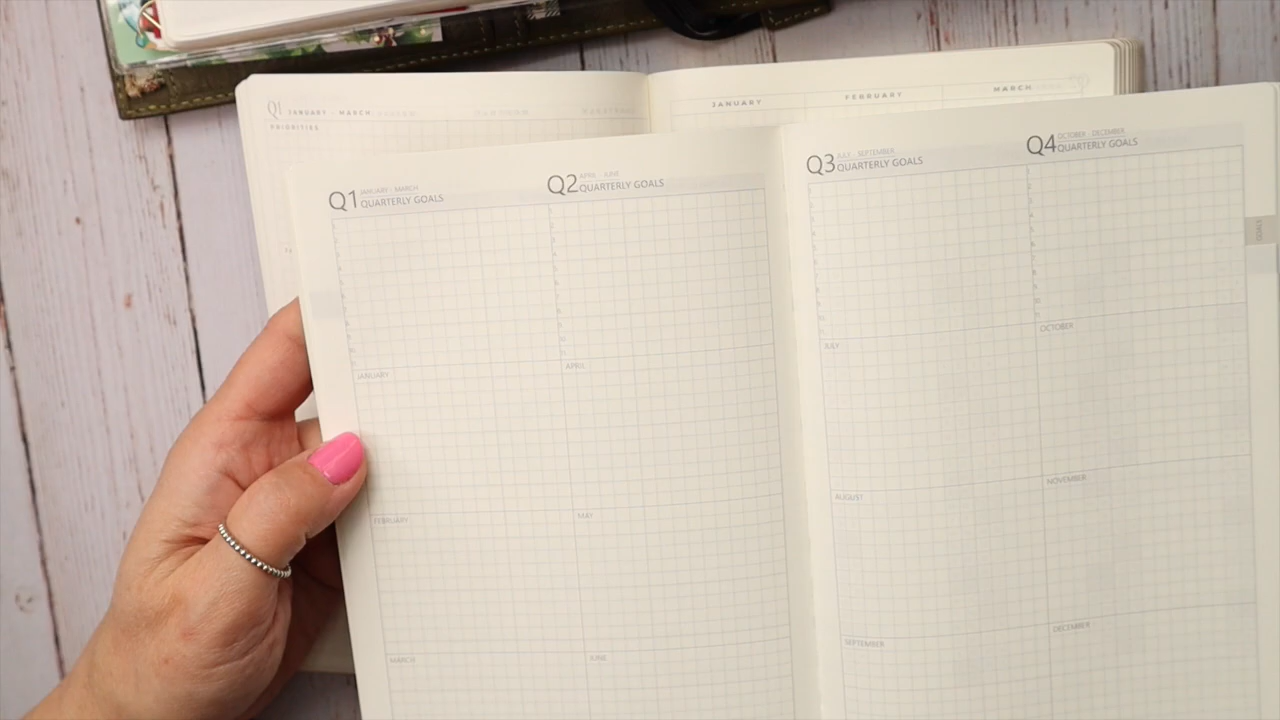 Q1 JANUARY - MARCH
PRIORITIES
JANUARY FEBRUARY MARCH
Q1 JANUARY - MARCH
QUARTERLY GOALS
JANUARY
FEBRUARY
MARCH
Q2 APRIL - JUNE
QUARTERLY GOALS
APRIL
MAY
JUNE
Q3 JULY - SEPTEMBER
QUARTERLY GOALS
JULY
AUGUST
SEPTEMBER
Q4 OCTOBER - DECEMBER
QUARTERLY GOALS
OCTOBER
NOVEMBER
DECEMBER
GOALS